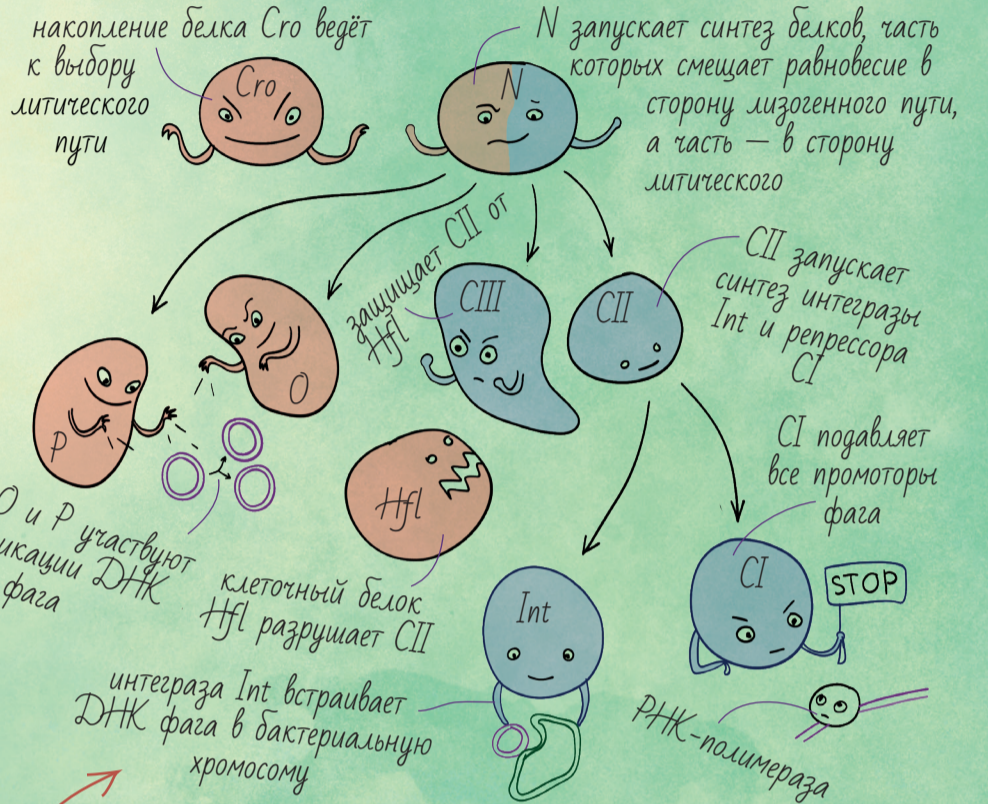 накопление белка Cro ведёт
к выбору
литического
пути
Cro
N запускает синтез белков, часть
которых смещает равновесие в
сторону лизогенного пути,
а часть — в сторону
литического
N
защищает CII от
Hfl
CIII
CII
CII запускает
синтез интегразы
Int и репрессора
CI
P
O
O и P участвуют
ДНК
фага
Hfl
клеточный белок
Hfl разрушает CII
CI подавляет
все промоторы
фага
CI
STOP
Int
интеграза Int встраивает
ДНК фага в бактериальную
хромосому
РНК-полимераза